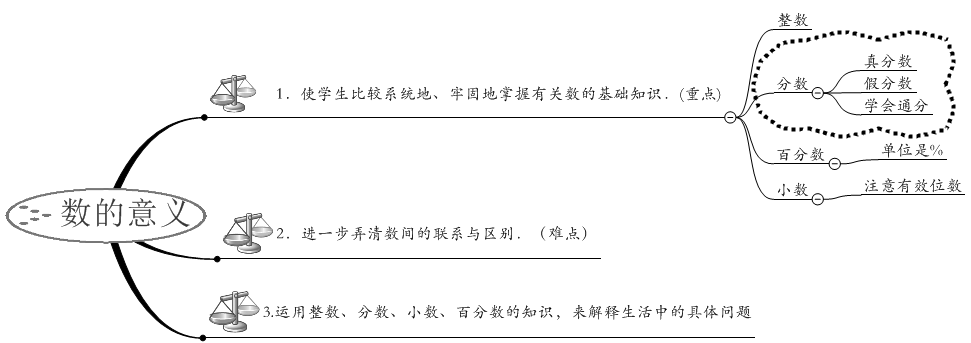 数的意义
1. 使学生比较系统地、牢固地掌握有关数的基础知识. (重点)
整数
分数
真分数
假分数
学会通分
百分数
单位是%
小数
注意有效位数
2. 进一步弄清数间的联系与区别. （难点）
3.运用整数、分数、小数、百分数的知识，来解释生活中的具体问题